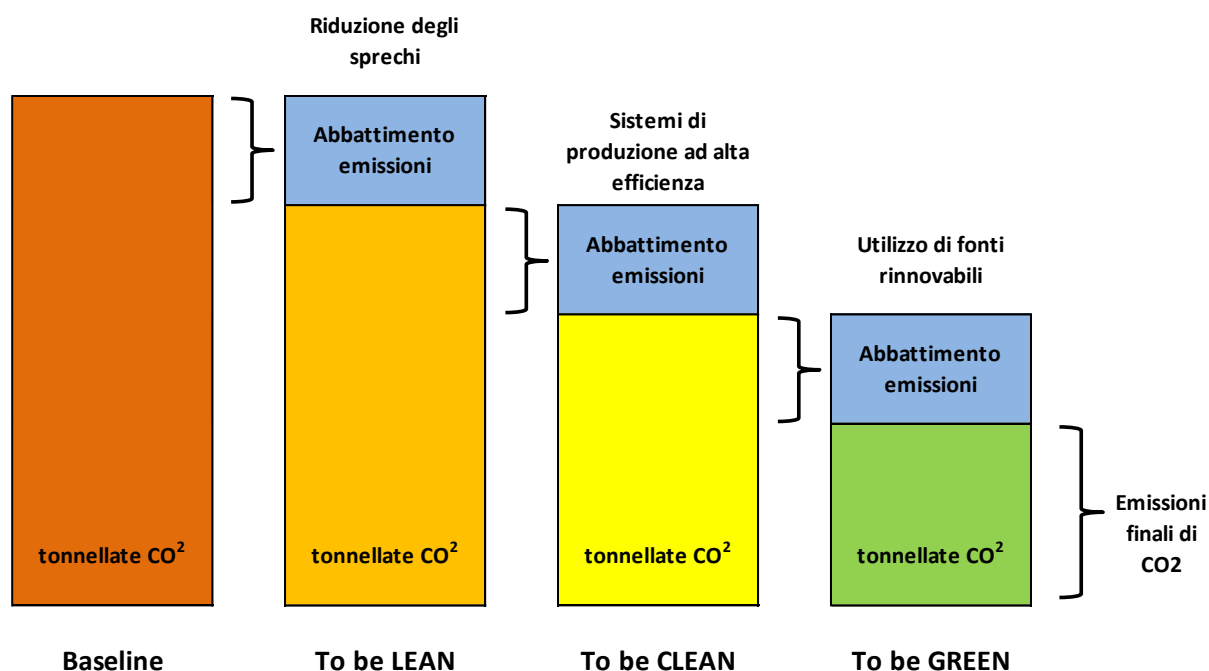 Riduzione degli
sprechi
Abbattimento
emissioni
Sistemi di
produzione ad alta
efficienza
Abbattimento
emissioni
Utilizzo di fonti
rinnovabili
Abbattimento
emissioni
tonnellate CO²
tonnellate CO²
tonnellate CO²
tonnellate CO²
Emissioni
finali di
CO2
Baseline
To be LEAN
To be CLEAN
To be GREEN